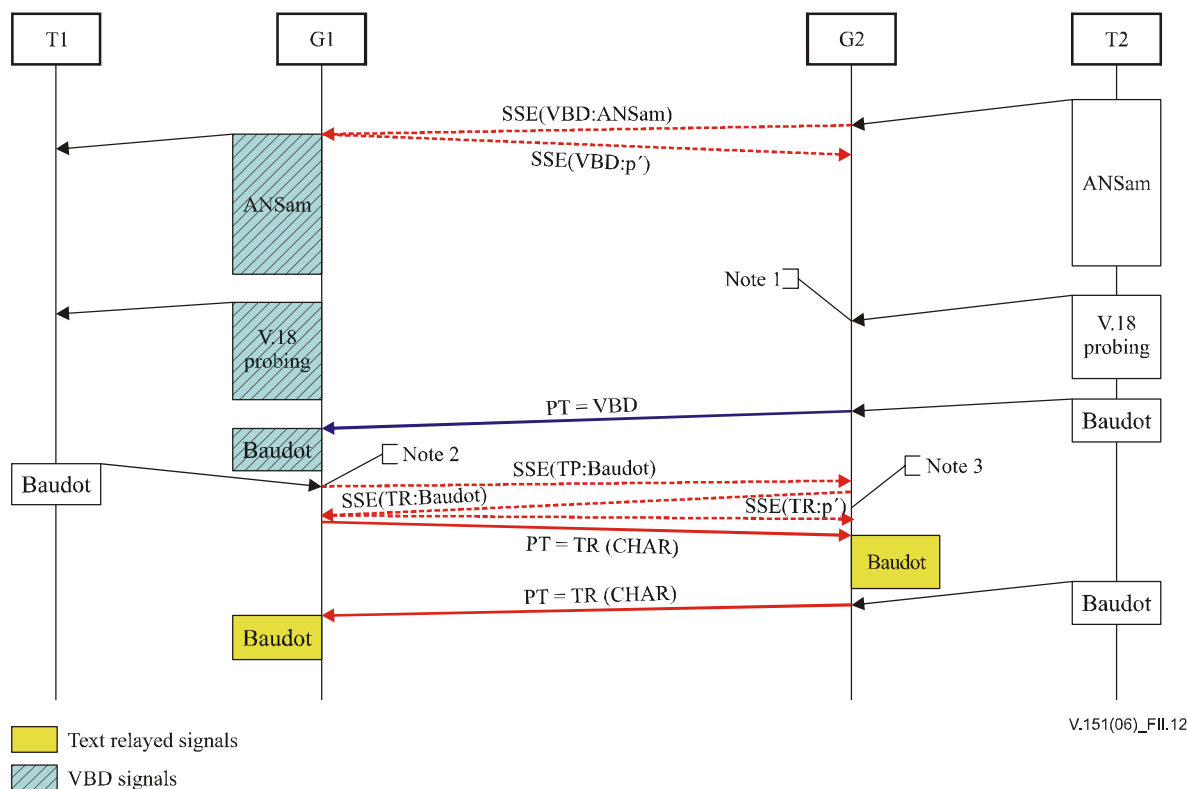 T1
G1
G2
T2
SSE(VBD:ANSam)
SSE(VBD:p´)
ANSam
ANSam
Note 1
V.18
probing
V.18
probing
PT = VBD
Baudot
Baudot
Note 2
Baudot
SSE(TP:Baudot)
Note 3
SSE(TR:Baudot)
SSE(TR:p´)
PT = TR (CHAR)
Baudot
PT = TR (CHAR)
Baudot
Baudot
V.151(06)_FII.12
Text relayed signals
VBD signals